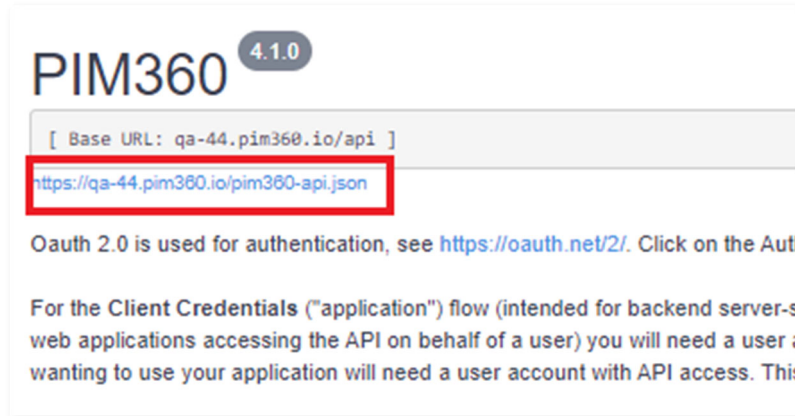 PIM360 4.1.0
[ Base URL: qa-44.pim360.io/api ]
https://qa-44.pim360.io/pim360-api.json
Oauth 2.0 is used for authentication, see https://oauth.net/2/. Click on the Aut
For the Client Credentials ("application") flow (intended for backend server-s
web applications accessing the API on behalf of a user) you will need a user a
wanting to use your application will need a user account with API access. This